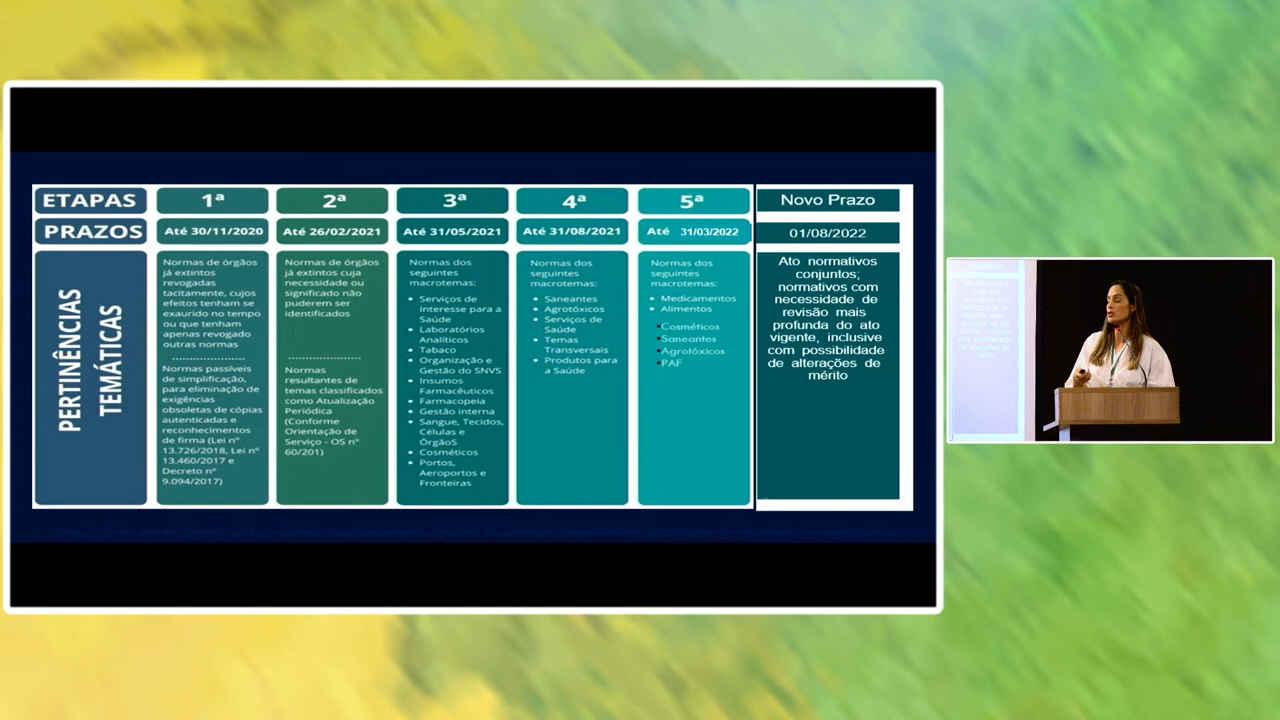 ETAPAS
1ª
2ª
3ª
4ª
5ª
Novo Prazo
PRAZOS
Até 30/11/2020
Até 26/02/2021
Até 31/05/2021
Até 31/08/2021
Até 31/03/2022
01/08/2022
PERTINÊNCIAS
TEMÁTICAS
Normas de órgãos
já extintos
revogadas
tacitamente, cujos
efeitos tenham se
exaurido no tempo
ou que tenham
apenas revogado
outras normas
Normas passíveis
de simplificação,
para eliminação de
exigências
obsoletas de cópias
autenticadas e
reconhecimentos
de firma (Lei nº
13.726/2018, Lei nº
13.460/2017 e
Decreto nº
9.094/2017)
Normas de órgãos
já extintos cuja
necessidade ou
significado não
puderem ser
identificados
Normas
resultantes de
temas classificados
como Atualização
Periódica
(Conforme
Orientação de
Serviço - OS nº
60/201)
Normas dos
seguintes
macrotemas:
• Serviços de
Interesse para a
Saúde
• Laboratórios
Analíticos
• Tabaco
• Organização e
Gestão do SNVS
• Insumos
Farmacêuticos
• Farmacopeia
• Gestão interna
• Sangue, Tecidos,
Células e
ÓrgãoS
• Cosméticos
• Portos,
Aeroportos e
Fronteiras
Normas dos
seguintes
macrotemas:
• Saneantes
• Agrotóxicos
• Serviços de
Saúde
• Temas
Transversais
• Produtos para
a Saúde
Normas dos
seguintes
macrotemas:
• Medicamentos
• Alimentos
•Cosméticos
•Saneantes
•Agrotóxicos
•PAF
Ato normativos
conjuntos;
normativos com
necessidade de
revisão mais
profunda do ato
vigente, inclusive
com possibilidade
de alterações de
mérito